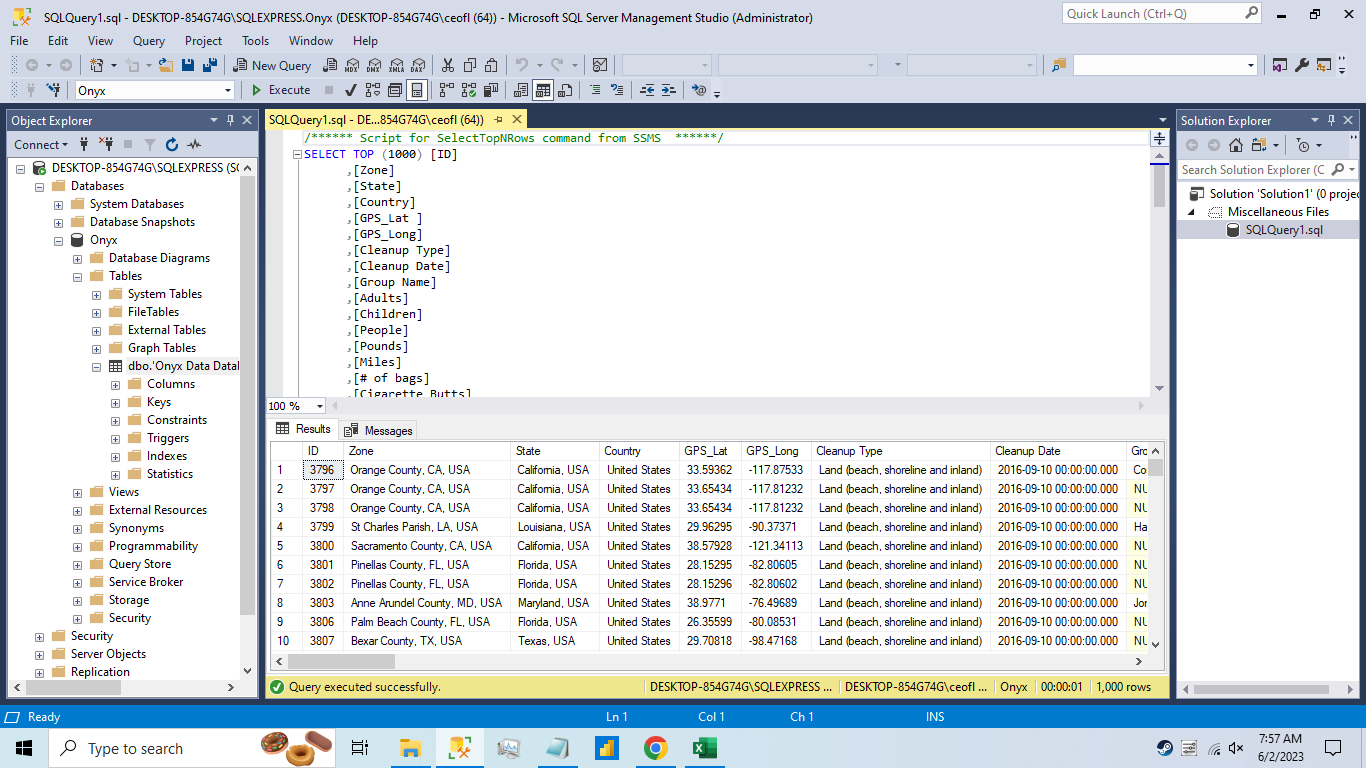 SQLQuery1.sql - DESKTOP-854G74G\SQLEXPRESS.Onyx (DESKTOP-854G74G\ceofl (64)) - Microsoft SQL Server Management Studio (Administrator)
Quick Launch (Ctrl+Q)
File Edit View Query Project Tools Window Help
New Query MDX DMX XMLA DAX
Onyx Execute
Object Explorer
Connect
DESKTOP-854G74G\SQLEXPRESS (SC
Databases
System Databases
Database Snapshots
Onyx
Database Diagrams
Tables
System Tables
FileTables
External Tables
Graph Tables
dbo.'Onyx Data Datal
Columns
Keys
Constraints
Triggers
Indexes
Statistics
Views
External Resources
Synonyms
Programmability
Query Store
Service Broker
Storage
Security
Security
Server Objects
Replication
SQLQuery1.sql - DE...854G74G\ceofl (64))
/****** Script for SelectTopNRows command from SSMS ******/
SELECT TOP (1000) [ID]
,[Zone]
,[State]
,[Country]
,[GPS_Lat ]
,[GPS_Long]
,[Cleanup Type]
,[Cleanup Date]
,[Group Name]
,[Adults]
,[Children]
,[People]
,[Pounds]
,[Miles]
,[# of bags]
,[Cigarette Butts]
100 %
Results Messages
ID Zone State Country GPS_Lat GPS_Long Cleanup Type Cleanup Date Gro
1 3796 Orange County, CA, USA California, USA United States 33.59362 -117.87533 Land (beach, shoreline and inland) 2016-09-10 00:00:00.000 Co
2 3797 Orange County, CA, USA California, USA United States 33.65434 -117.81232 Land (beach, shoreline and inland) 2016-09-10 00:00:00.000 NU
3 3798 Orange County, CA, USA California, USA United States 33.65434 -117.81232 Land (beach, shoreline and inland) 2016-09-10 00:00:00.000 NU
4 3799 St Charles Parish, LA, USA Louisiana, USA United States 29.96295 -90.37371 Land (beach, shoreline and inland) 2016-09-10 00:00:00.000 Ha
5 3800 Sacramento County, CA, USA California, USA United States 38.57928 -121.34113 Land (beach, shoreline and inland) 2016-09-10 00:00:00.000 NU
6 3801 Pinellas County, FL, USA Florida, USA United States 28.15295 -82.80605 Land (beach, shoreline and inland) 2016-09-10 00:00:00.000 NU
7 3802 Pinellas County, FL, USA Florida, USA United States 28.15296 -82.80602 Land (beach, shoreline and inland) 2016-09-10 00:00:00.000 NU
8 3803 Anne Arundel County, MD, USA Maryland, USA United States 38.9771 -76.49689 Land (beach, shoreline and inland) 2016-09-10 00:00:00.000 Jor
9 3806 Palm Beach County, FL, USA Florida, USA United States 26.35599 -80.08531 Land (beach, shoreline and inland) 2016-09-10 00:00:00.000 NU
10 3807 Bexar County, TX, USA Texas, USA United States 29.70818 -98.47168 Land (beach, shoreline and inland) 2016-09-10 00:00:00.000 NU
Query executed successfully. DESKTOP-854G74G\SQLEXPRESS ... DESKTOP-854G74G\ceofl ... Onyx 00:00:01 1,000 rows
Solution Explorer
Search Solution Explorer (C
Solution 'Solution1' (0 projec
Miscellaneous Files
SQLQuery1.sql
Ready Ln 1 Col 1 Ch 1 INS
Type to search
7:57 AM
6/2/2023